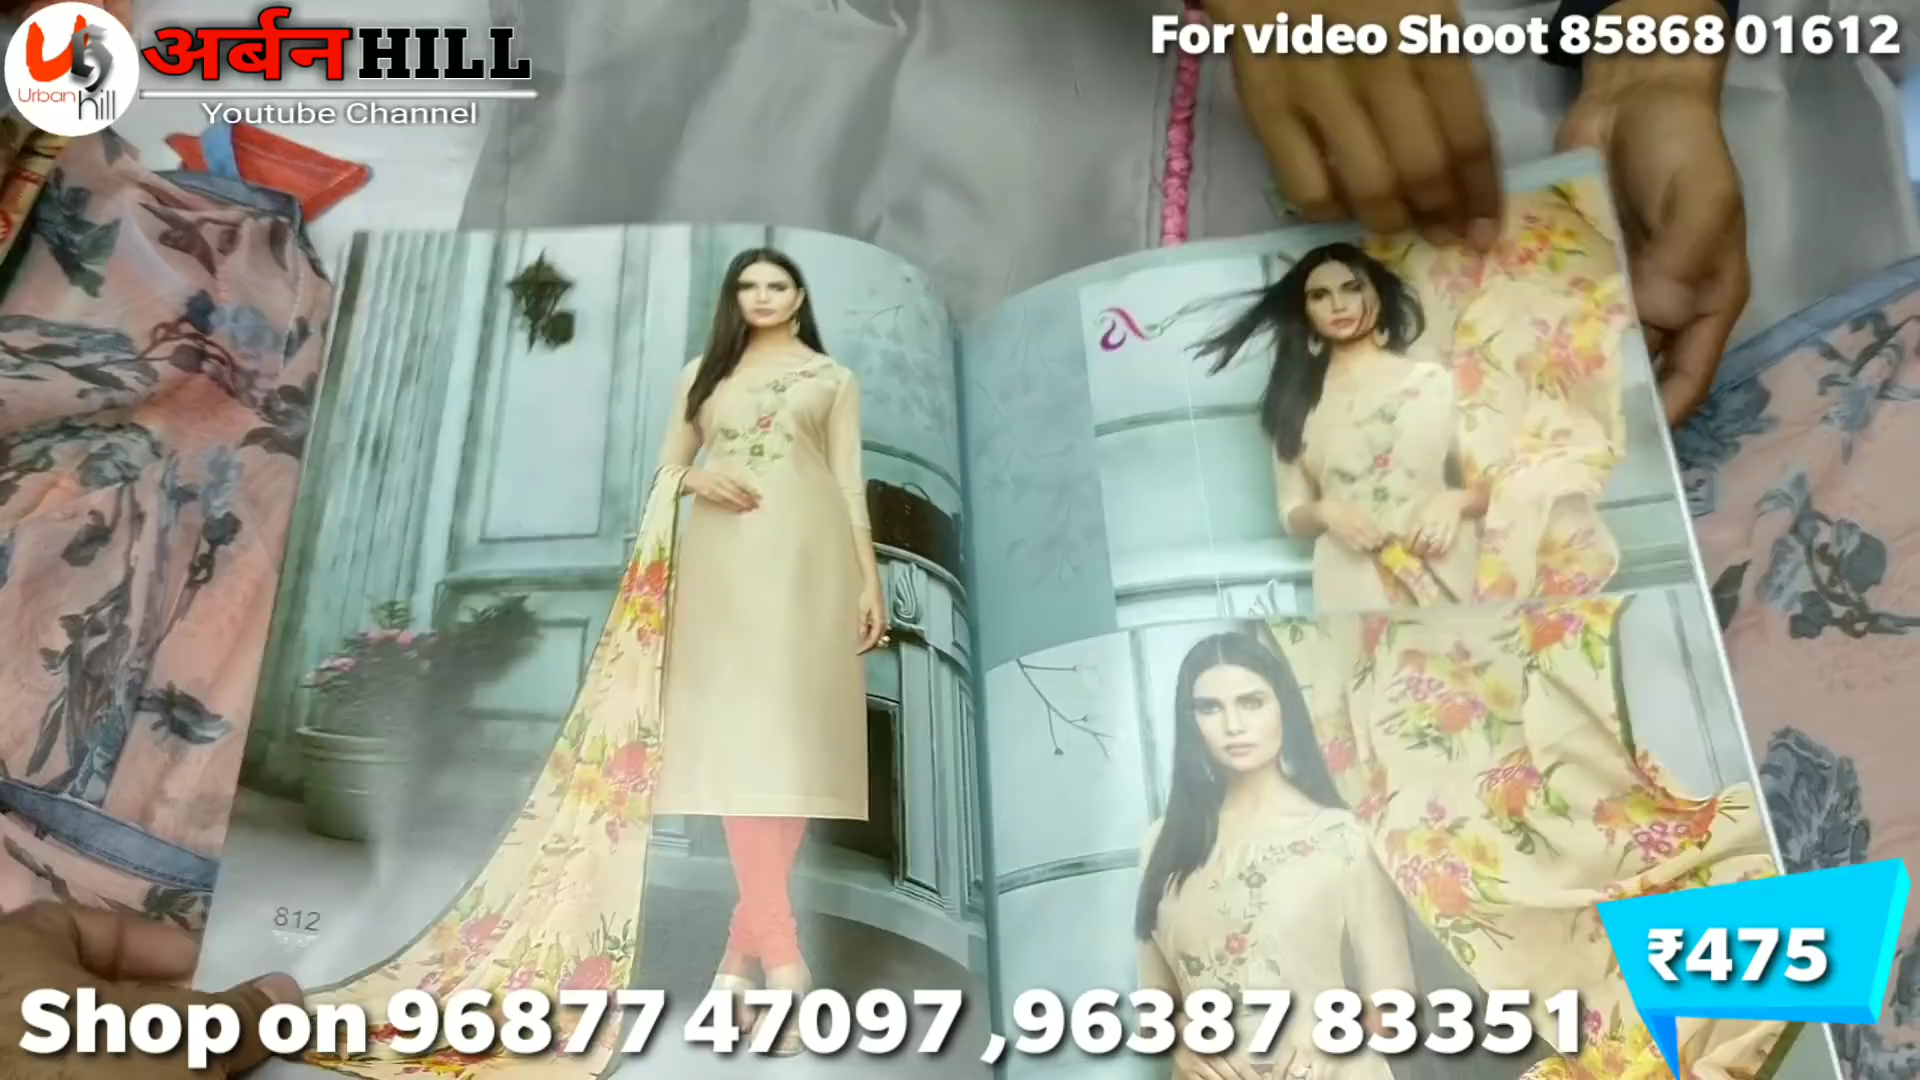 Urban
hill
अर्बन HILL
Youtube Channel
For video Shoot 85868 01612
812
₹475
Shop on 96877 47097 ,96387 83351